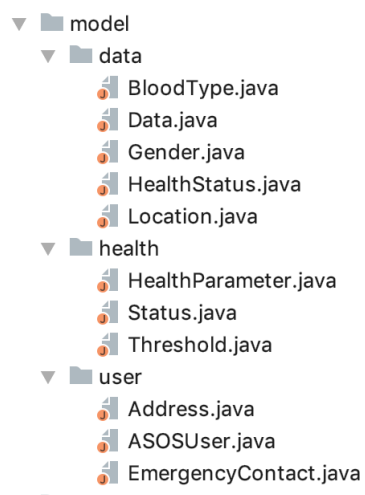 model
data
BloodType.java
Data.java
Gender.java
HealthStatus.java
Location.java
health
HealthParameter.java
Status.java
Threshold.java
user
Address.java
ASOSUser.java
EmergencyContact.java